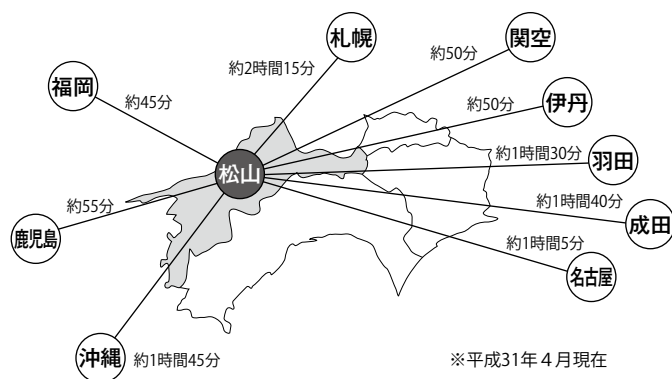 札幌
関空
約2時間15分
約50分
福岡
約45分
約50分
伊丹
約1時間30分
羽田
松山
約55分
約1時間40分
鹿児島
成田
約1時間5分
名古屋
沖縄
約1時間45分
※平成31年4月現在